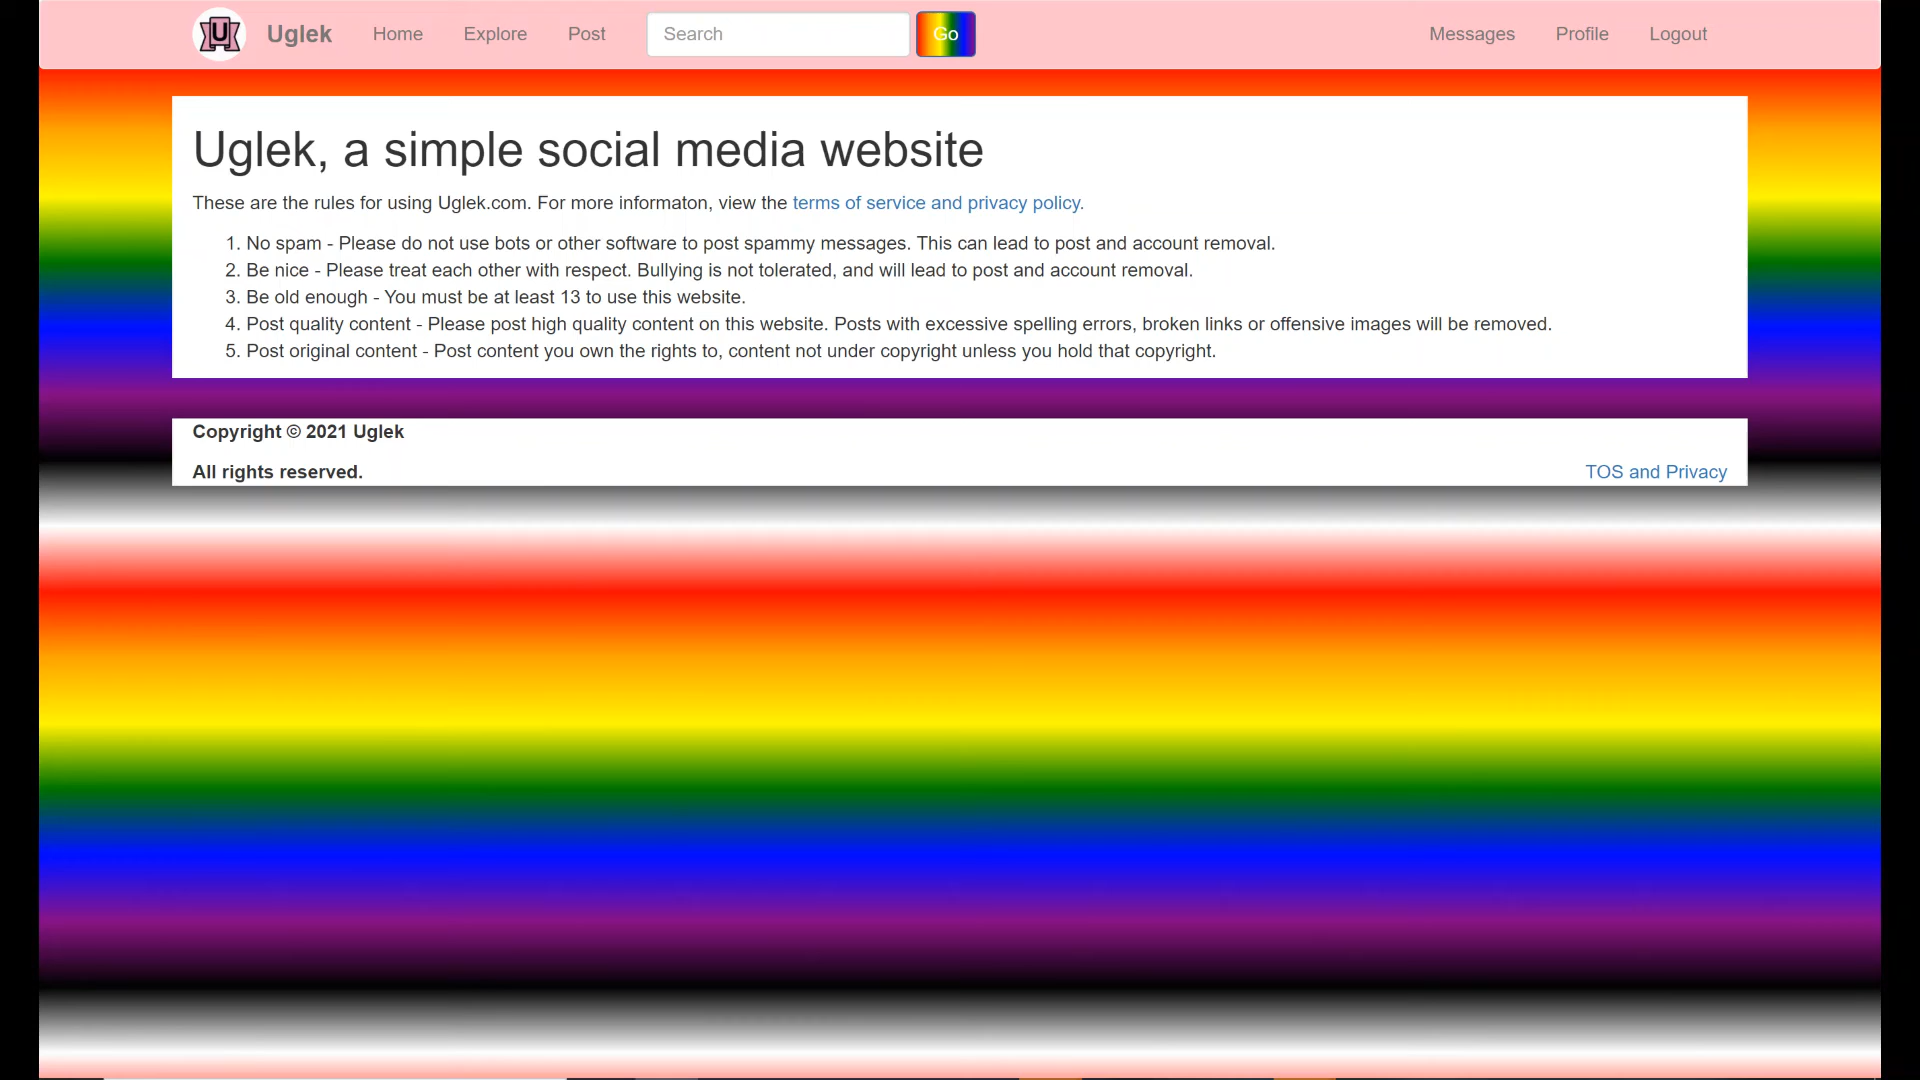 U Uglek Home Explore Post Search Go Messages Profile Logout
Uglek, a simple social media website
These are the rules for using Uglek.com. For more informaton, view the terms of service and privacy policy.
1. No spam - Please do not use bots or other software to post spammy messages. This can lead to post and account removal.
2. Be nice - Please treat each other with respect. Bullying is not tolerated, and will lead to post and account removal.
3. Be old enough - You must be at least 13 to use this website.
4. Post quality content - Please post high quality content on this website. Posts with excessive spelling errors, broken links or offensive images will be removed.
5. Post original content - Post content you own the rights to, content not under copyright unless you hold that copyright.
Copyright © 2021 Uglek
All rights reserved. TOS and Privacy